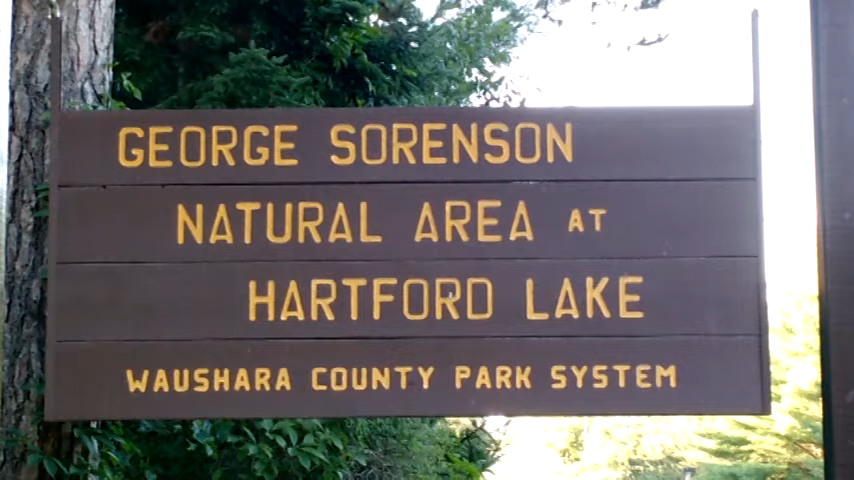 GEORGE SORENSON
NATURAL AREA AT
HARTFORD LAKE
WAUSHARA COUNTY PARK SYSTEM